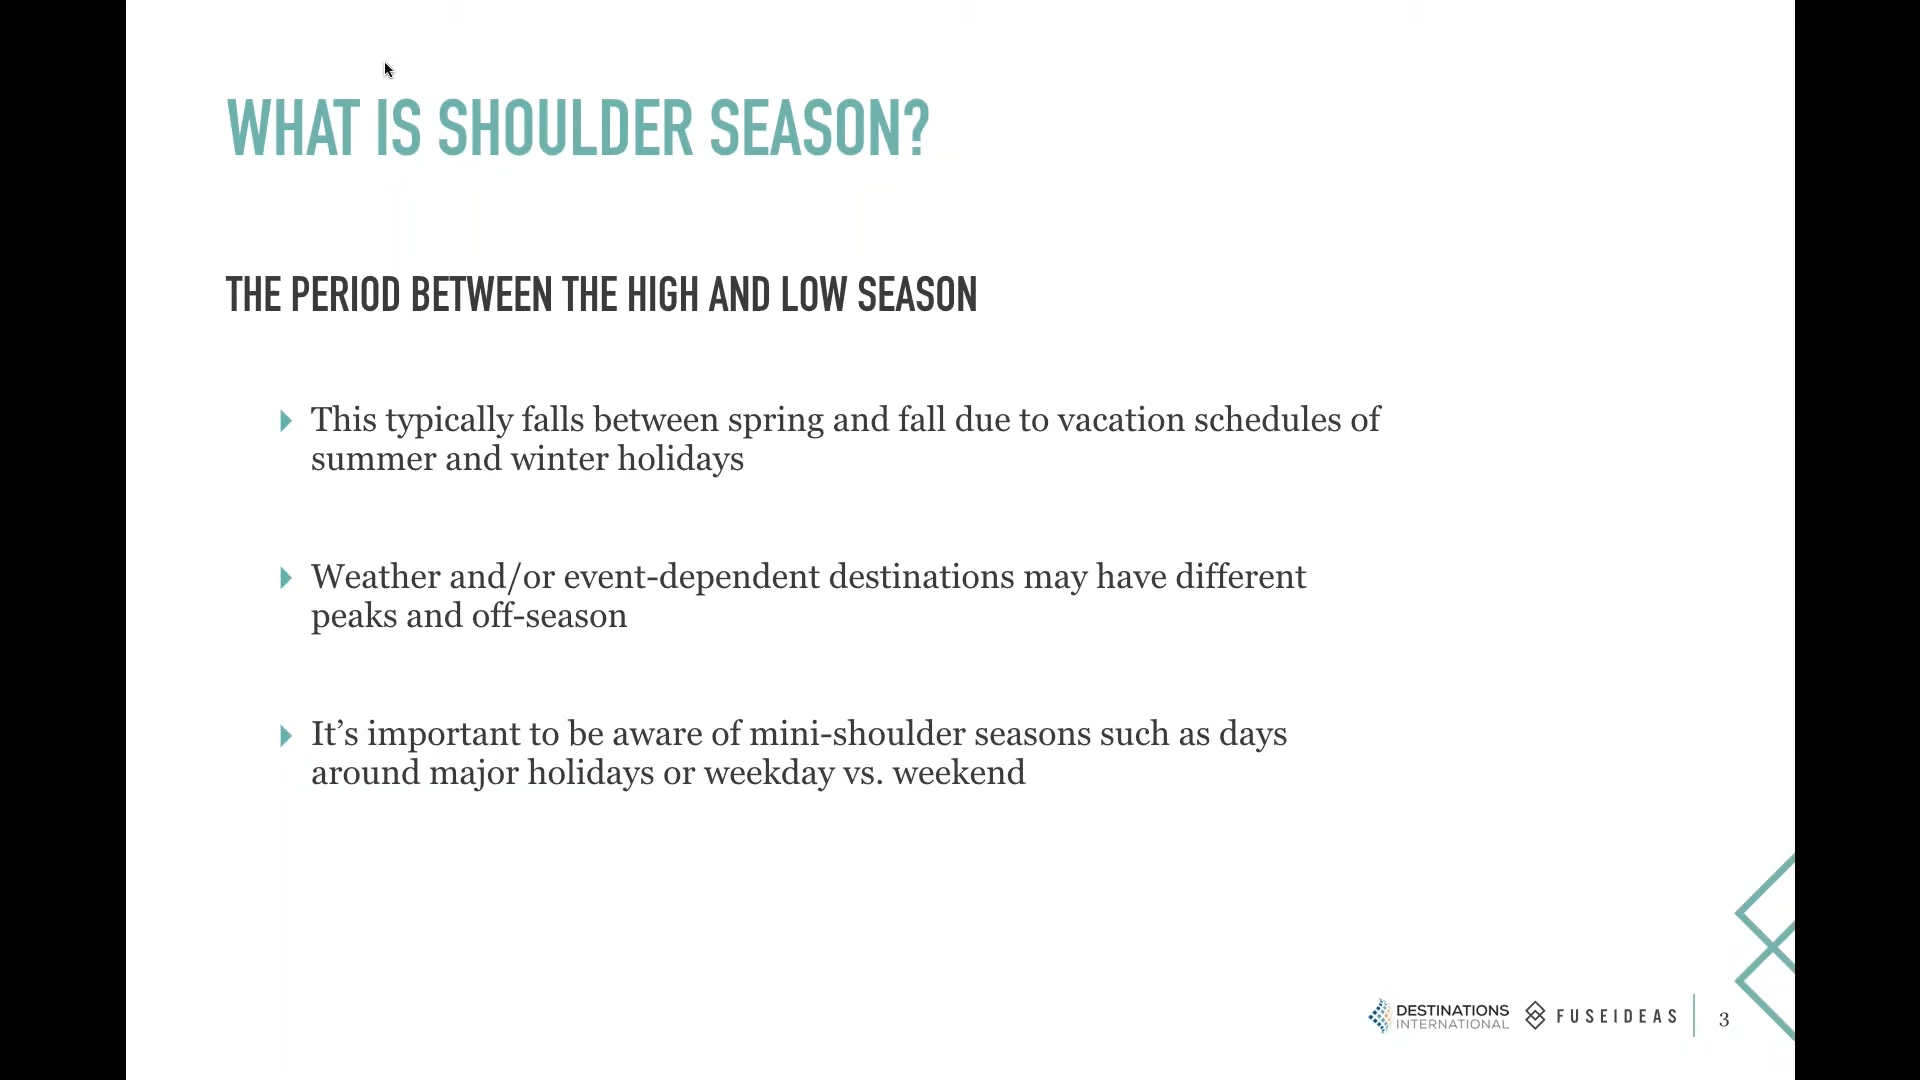 WHAT IS SHOULDER SEASON?
THE PERIOD BETWEEN THE HIGH AND LOW SEASON
This typically falls between spring and fall due to vacation schedules of
summer and winter holidays
Weather and/or event-dependent destinations may have different
peaks and off-season
It’s important to be aware of mini-shoulder seasons such as days
around major holidays or weekday vs. weekend
DESTINATIONS
INTERNATIONAL
FUSEIDEAS
3